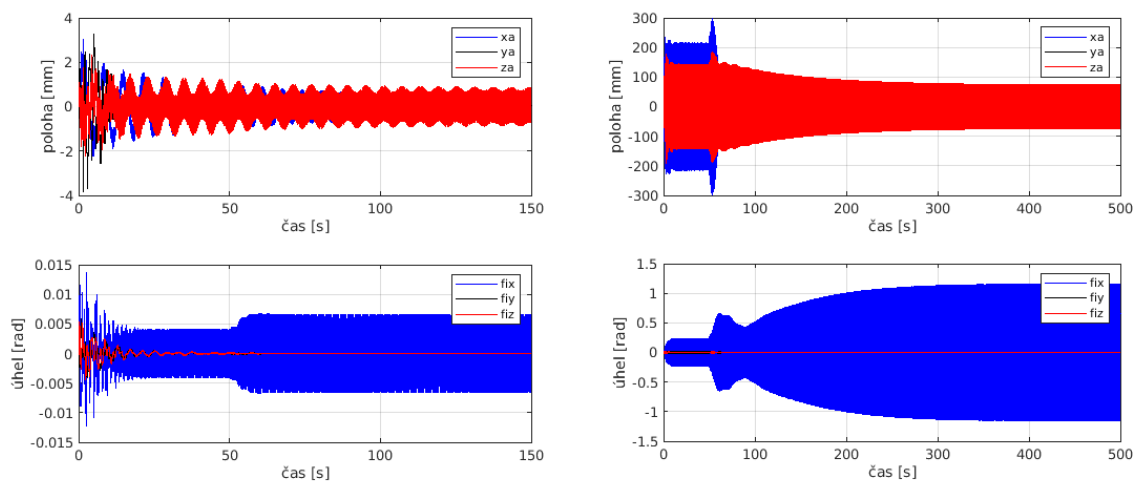 4
2
0
-2
-4
poloha [mm]
0
50
100
150
čas [s]
xa
ya
za
300
200
100
0
-100
-200
-300
poloha [mm]
0
100
200
300
400
500
čas [s]
xa
ya
za
0.015
0.01
0.005
0
-0.005
-0.01
-0.015
úhel [rad]
0
50
100
150
čas [s]
fix
fiy
fiz
1.5
1
0.5
0
-0.5
-1
-1.5
úhel [rad]
0
100
200
300
400
500
čas [s]
fix
fiy
fiz